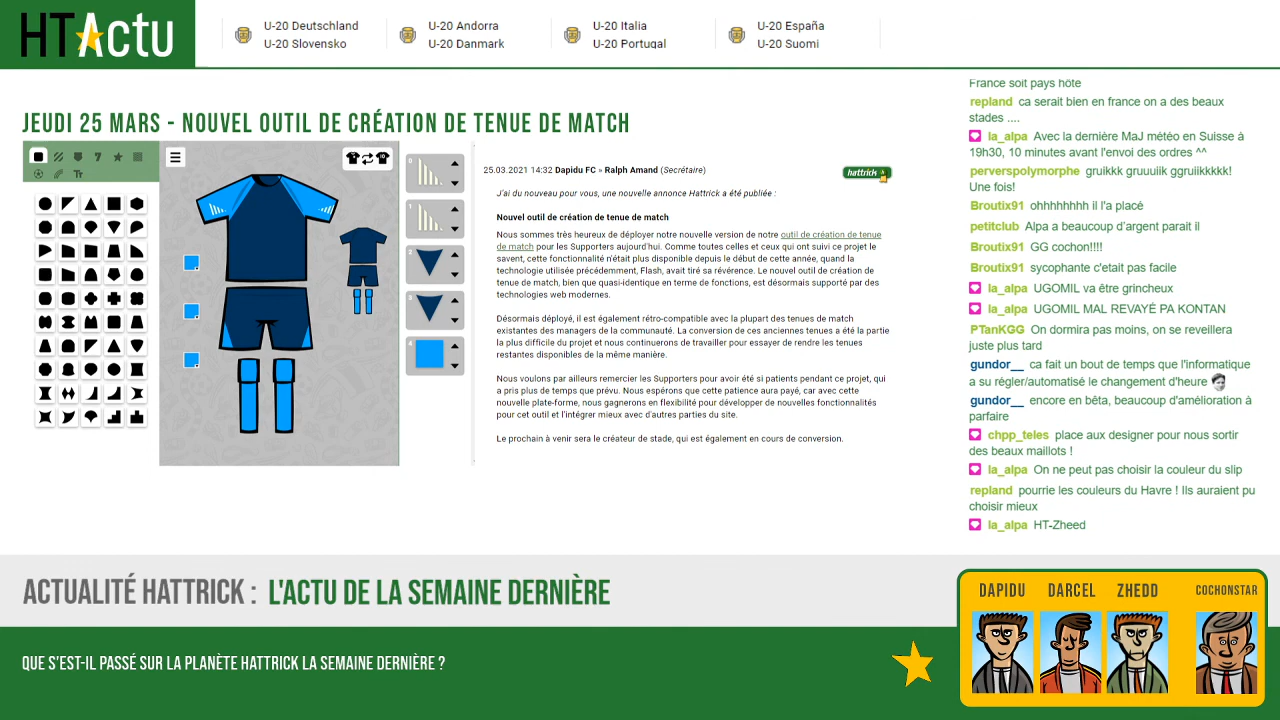 HTActu
U-20 Deutschland
U-20 Slovensko
U-20 Andorra
U-20 Danmark
U-20 Italia
U-20 Portugal
U-20 España
U-20 Suomi
JEUDI 25 MARS - NOUVEL OUTIL DE CRÉATION DE TENUE DE MATCH
7
Tr
0
1
2
3
4
25.03.2021 14:32 Dapidu FC » Ralph Amand (Secrétaire)
hattrick
J'ai du nouveau pour vous, une nouvelle annonce Hattrick a été publiée :
Nouvel outil de création de tenue de match
Nous sommes très heureux de déployer notre nouvelle version de notre outil de création de tenue
de match pour les Supporters aujourd'hui. Comme toutes celles et ceux qui ont suivi ce projet le
savent, cette fonctionnalité n'était plus disponible depuis le début de cette année, quand la
technologie utilisée précédemment, Flash, avait tiré sa révérence. Le nouvel outil de création de
tenue de match, bien que quasi-identique en terme de fonctions, est désormais supporté par des
technologies web modernes.
Désormais déployé, il est également rétro-compatible avec la plupart des tenues de match
existantes des managers de la communauté. La conversion de ces anciennes tenues a été la partie
la plus difficile du projet et nous continuerons de travailler pour essayer de rendre les tenues
restantes disponibles de la même manière.
Nous voulons par ailleurs remercier les Supporters pour avoir été si patients pendant ce projet, qui
a pris plus de temps que prévu. Nous espérons que cette patience aura payé, car avec cette
nouvelle plate-forme, nous gagnerons en flexibilité pour développer de nouvelles fonctionnalités
pour cet outil et l'intégrer mieux avec d'autres parties du site.
Le prochain à venir sera le créateur de stade, qui est également en cours de conversion.
France soit pays hôte
repland ca serait bien en france on a des beaux
stades ....
la_alpa Avec la dernière MaJ météo en Suisse à
19h30, 10 minutes avant l'envoi des ordres ^^
perverspolymorphe gruikk gruuuiik ggruiikkkkk!
Une fois!
Broutix91 ohhhhhhhh il l'a placé
petitclub Alpa a beaucoup d'argent parait il
Broutix91 GG cochon!!!!
Broutix91 sycophante c'etait pas facile
la_alpa UGOMIL va être grincheux
la_alpa UGOMIL MAL REVAYÉ PA KONTAN
PTanKGG On dormira pas moins, on se reveillera
juste plus tard
gundor__ ca fait un bout de temps que l'informatique
a su régler/automatisé le changement d'heure
gundor__ encore en bêta, beaucoup d'amélioration à
parfaire
chpp_teles place aux designer pour nous sortir
des beaux maillots !
la_alpa On ne peut pas choisir la couleur du slip
repland pourrie les couleurs du Havre ! Ils auraient pu
choisir mieux
la_alpa HT-Zheed
ACTUALITÉ HATTRICK : L'ACTU DE LA SEMAINE DERNIÈRE
QUE S'EST-IL PASSÉ SUR LA PLANÈTE HATTRICK LA SEMAINE DERNIÈRE ?
DAPIDU DARCEL ZHEDD COCHONSTAR